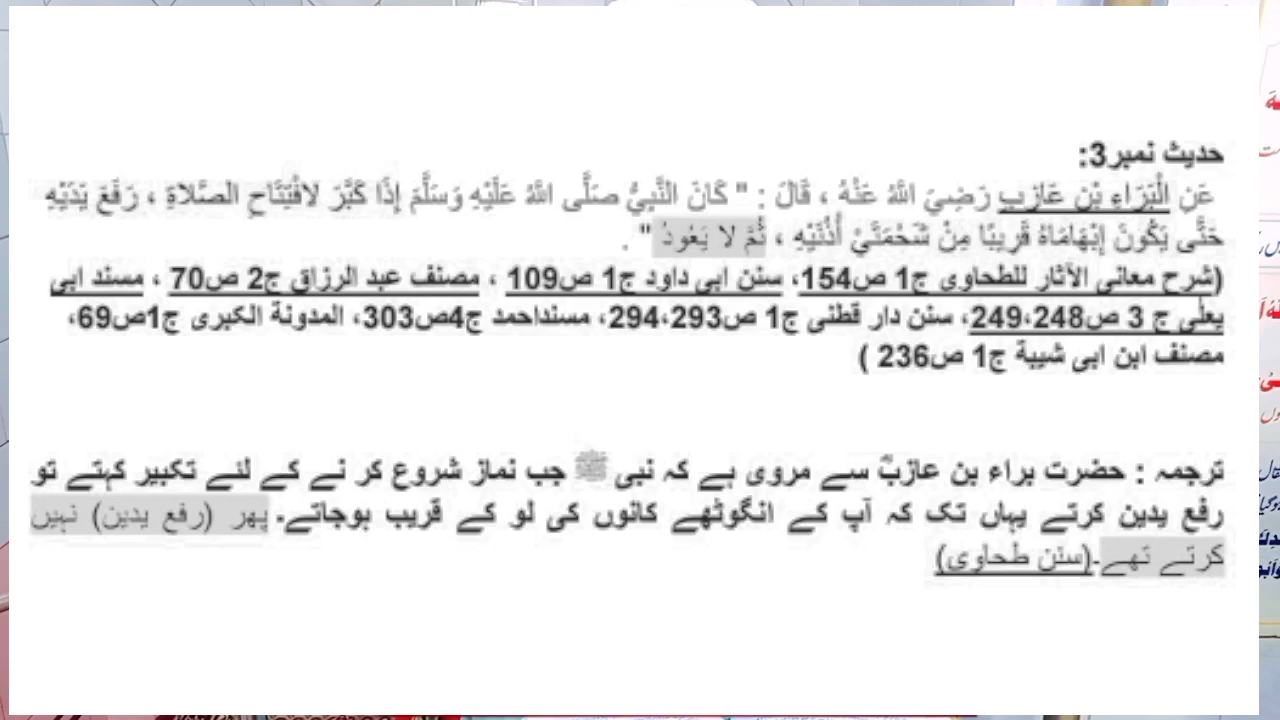 حدیث نمبر3:
عَنِ الْبَرَاءِ بْنِ عَازِبٍ رَضِيَ اللهُ عَنْهُ ، قَالَ : " كَانَ النَّبِيُّ صَلَّى اللهُ عَلَيْهِ وَسَلَّمَ إِذَا كَبَّرَ لافْتِتَاحِ الصَّلاةِ ، رَفَعَ يَدَيْهِ
حَتَّى يَكُونَ إِبْهَامَاهُ قَرِيبًا مِنْ شَحْمَتَيْ أُذُنَيْهِ ، ثُمَّ لا يَعُودُ " .
(شرح معانی الآثار للطحاوی ج1 ص154، سنن ابی داود ج1 ص109 ، مصنف عبد الرزاق ج2 ص70 ، مسند ابی
یعلٰی ج 3 ص248،249، سنن دار قطنی ج1 ص293،294، مسنداحمد ج4ص303، المدونة الکبری ج1ص69،
مصنف ابن ابی شیبة ج1 ص236 )
ترجمہ : حضرت براء بن عازبؓ سے مروی ہے کہ نبی ﷺ جب نماز شروع کر نے کے لئے تکبیر کہتے تو
رفع یدین کرتے یہاں تک کہ آپ کے انگوٹھے کانوں کی لو کے قریب ہوجاتے۔ پھر (رفع یدین) نہیں
کرتے تھے۔(سنن طحاوی)